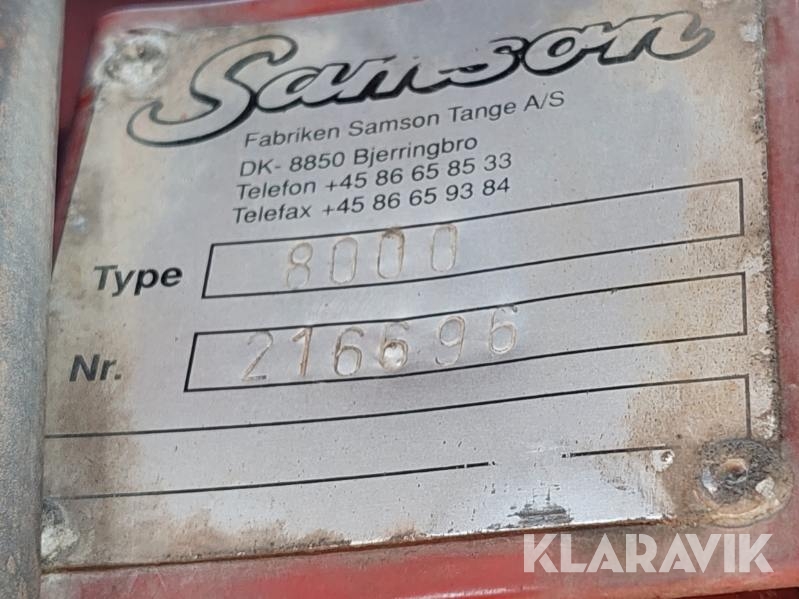 Samson
Fabriken Samson Tange A/S
DK- 8850 Bjerringbro
Telefon +45 86 65 85 33
Telefax +45 86 65 93 84
Type 8000
Nr. 216696
KLARAVIK